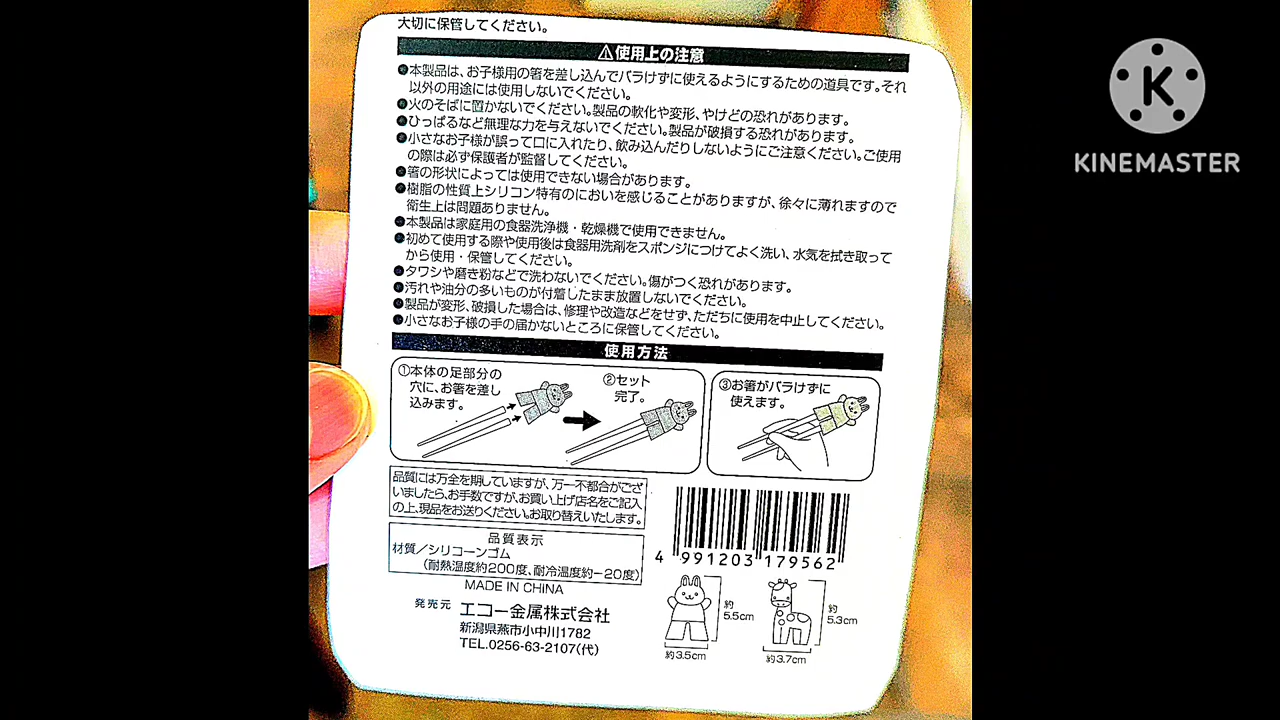 大切に保管してください。
⚠使用上の注意
●本製品は、お子様用の箸を差し込んでバラけずに使えるようにするための道具です。それ
以外の用途には使用しないでください。
●火のそばに置かないでください。製品の軟化や変形、やけどの恐れがあります。
●ひっぱるなど無理な力を与えないでください。製品が破損する恐れがあります。
●小さなお子様が誤って口に入れたり、飲み込んだりしないようにご注意ください。ご使用
の際は必ず保護者が監督してください。
●箸の形状によっては使用できない場合があります。
●樹脂の性質上シリコン特有のにおいを感じることがありますが、徐々に薄れますので
衛生上は問題ありません。
●本製品は家庭用の食器洗浄機・乾燥機で使用できません。
●初めて使用する際や使用後は食器用洗剤をスポンジにつけてよく洗い、水気を拭き取って
から使用・保管してください。
●タワシや磨き粉などで洗わないでください。傷がつく恐れがあります。
●汚れや油分の多いものが付着したまま放置しないでください。
●製品が変形、破損した場合は、修理や改造などをせず、ただちに使用を中止してください。
●小さなお子様の手の届かないところに保管してください。
使用方法
①本体の足部分の
穴に、お箸を差し
込みます。
②セット
完了。
③お箸がバラけずに
使えます。
品質には万全を期していますが、万一不都合がござ
いましたら、お手数ですが、お買い上げ店名をご記入
の上、現品をお送りください。お取り替えいたします。
品質表示
材質／シリコーンゴム
(耐熱温度約200度、耐冷温度約－20度)
MADE IN CHINA
発売元 エコー金属株式会社
新潟県燕市小中川1782
TEL.0256-63-2107(代)
4 991203 179562
約
5.5cm
約3.5cm
約
5.3cm
約3.7cm
K
KINEMASTER